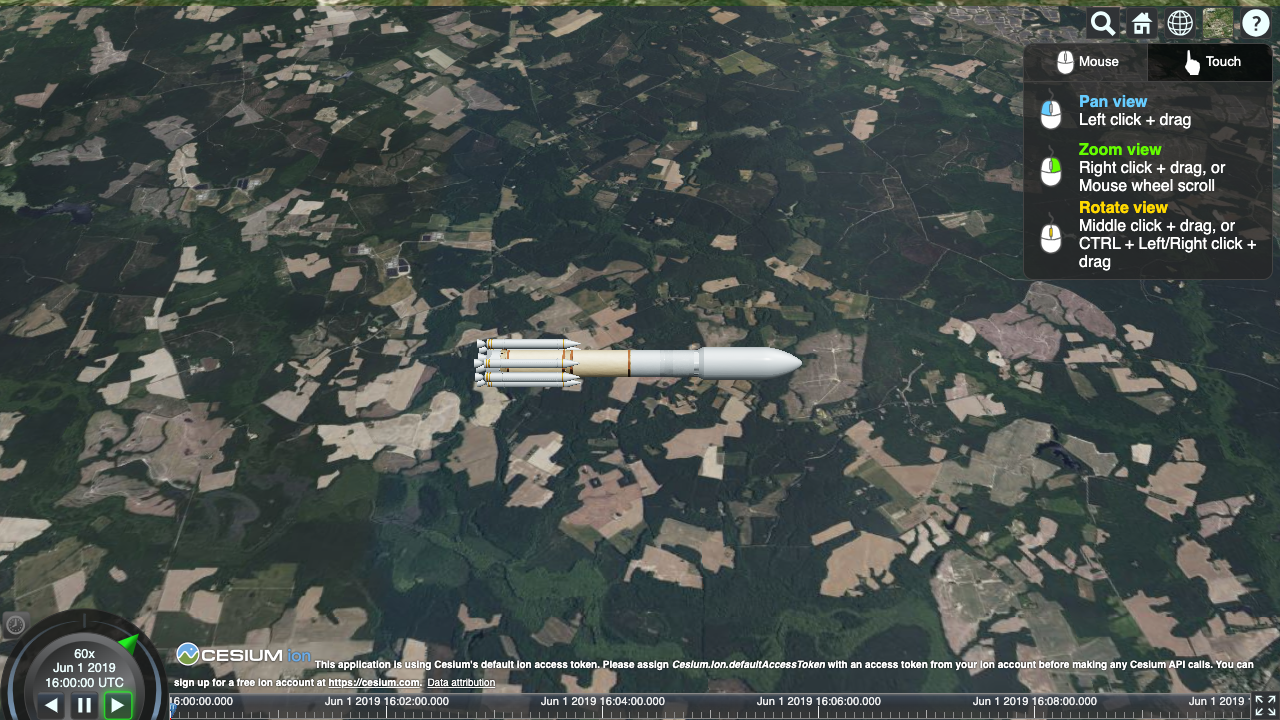 ?
Mouse
Touch
Pan view
Left click + drag
Zoom view
Right click + drag, or
Mouse wheel scroll
Rotate view
Middle click + drag, or
CTRL + Left/Right click +
drag
60x
Jun 1 2019
16:00:00 UTC
CESIUM ion
This application is using Cesium's default ion access token. Please assign Cesium.Ion.defaultAccessToken with an access token from your ion account before making any Cesium API calls. You can
sign up for a free ion account at https://cesium.com. Data attribution
16:00:00.000 Jun 1 2019 16:02:00.000 Jun 1 2019 16:04:00.000 Jun 1 2019 16:06:00.000 Jun 1 2019 16:08:00.000 Jun 1 2019